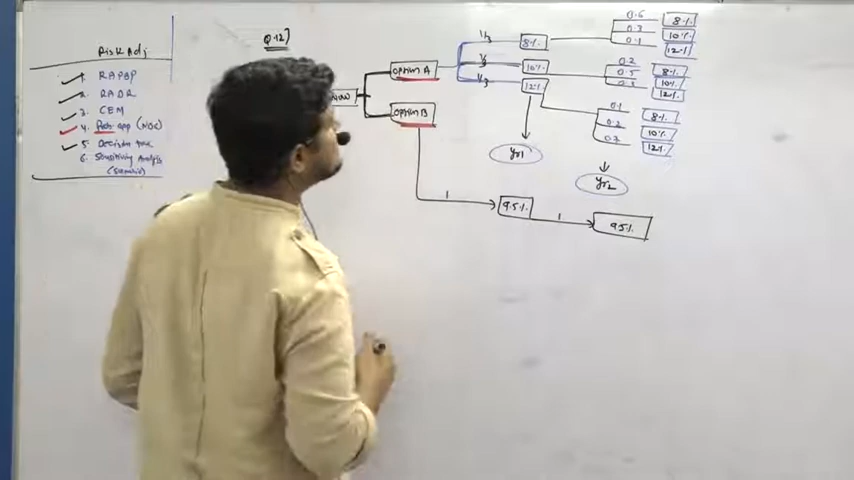 Risk Adj
1. RAPBP
2. RADR
3. CEM
4. Prob. app (NDC)
5. Decision tree
6. Sensitivity Analysis
(Scenario)
Q.12]
Now
option A
option B
1/3
1/3
1/3
8%
10%
12%
yr1
0.6
0.3
0.1
8%
10%
12%
0.2
0.5
0.3
8%
10%
12%
0.1
0.2
0.7
8%
10%
12%
yr2
1
9.5%
1
9.5%